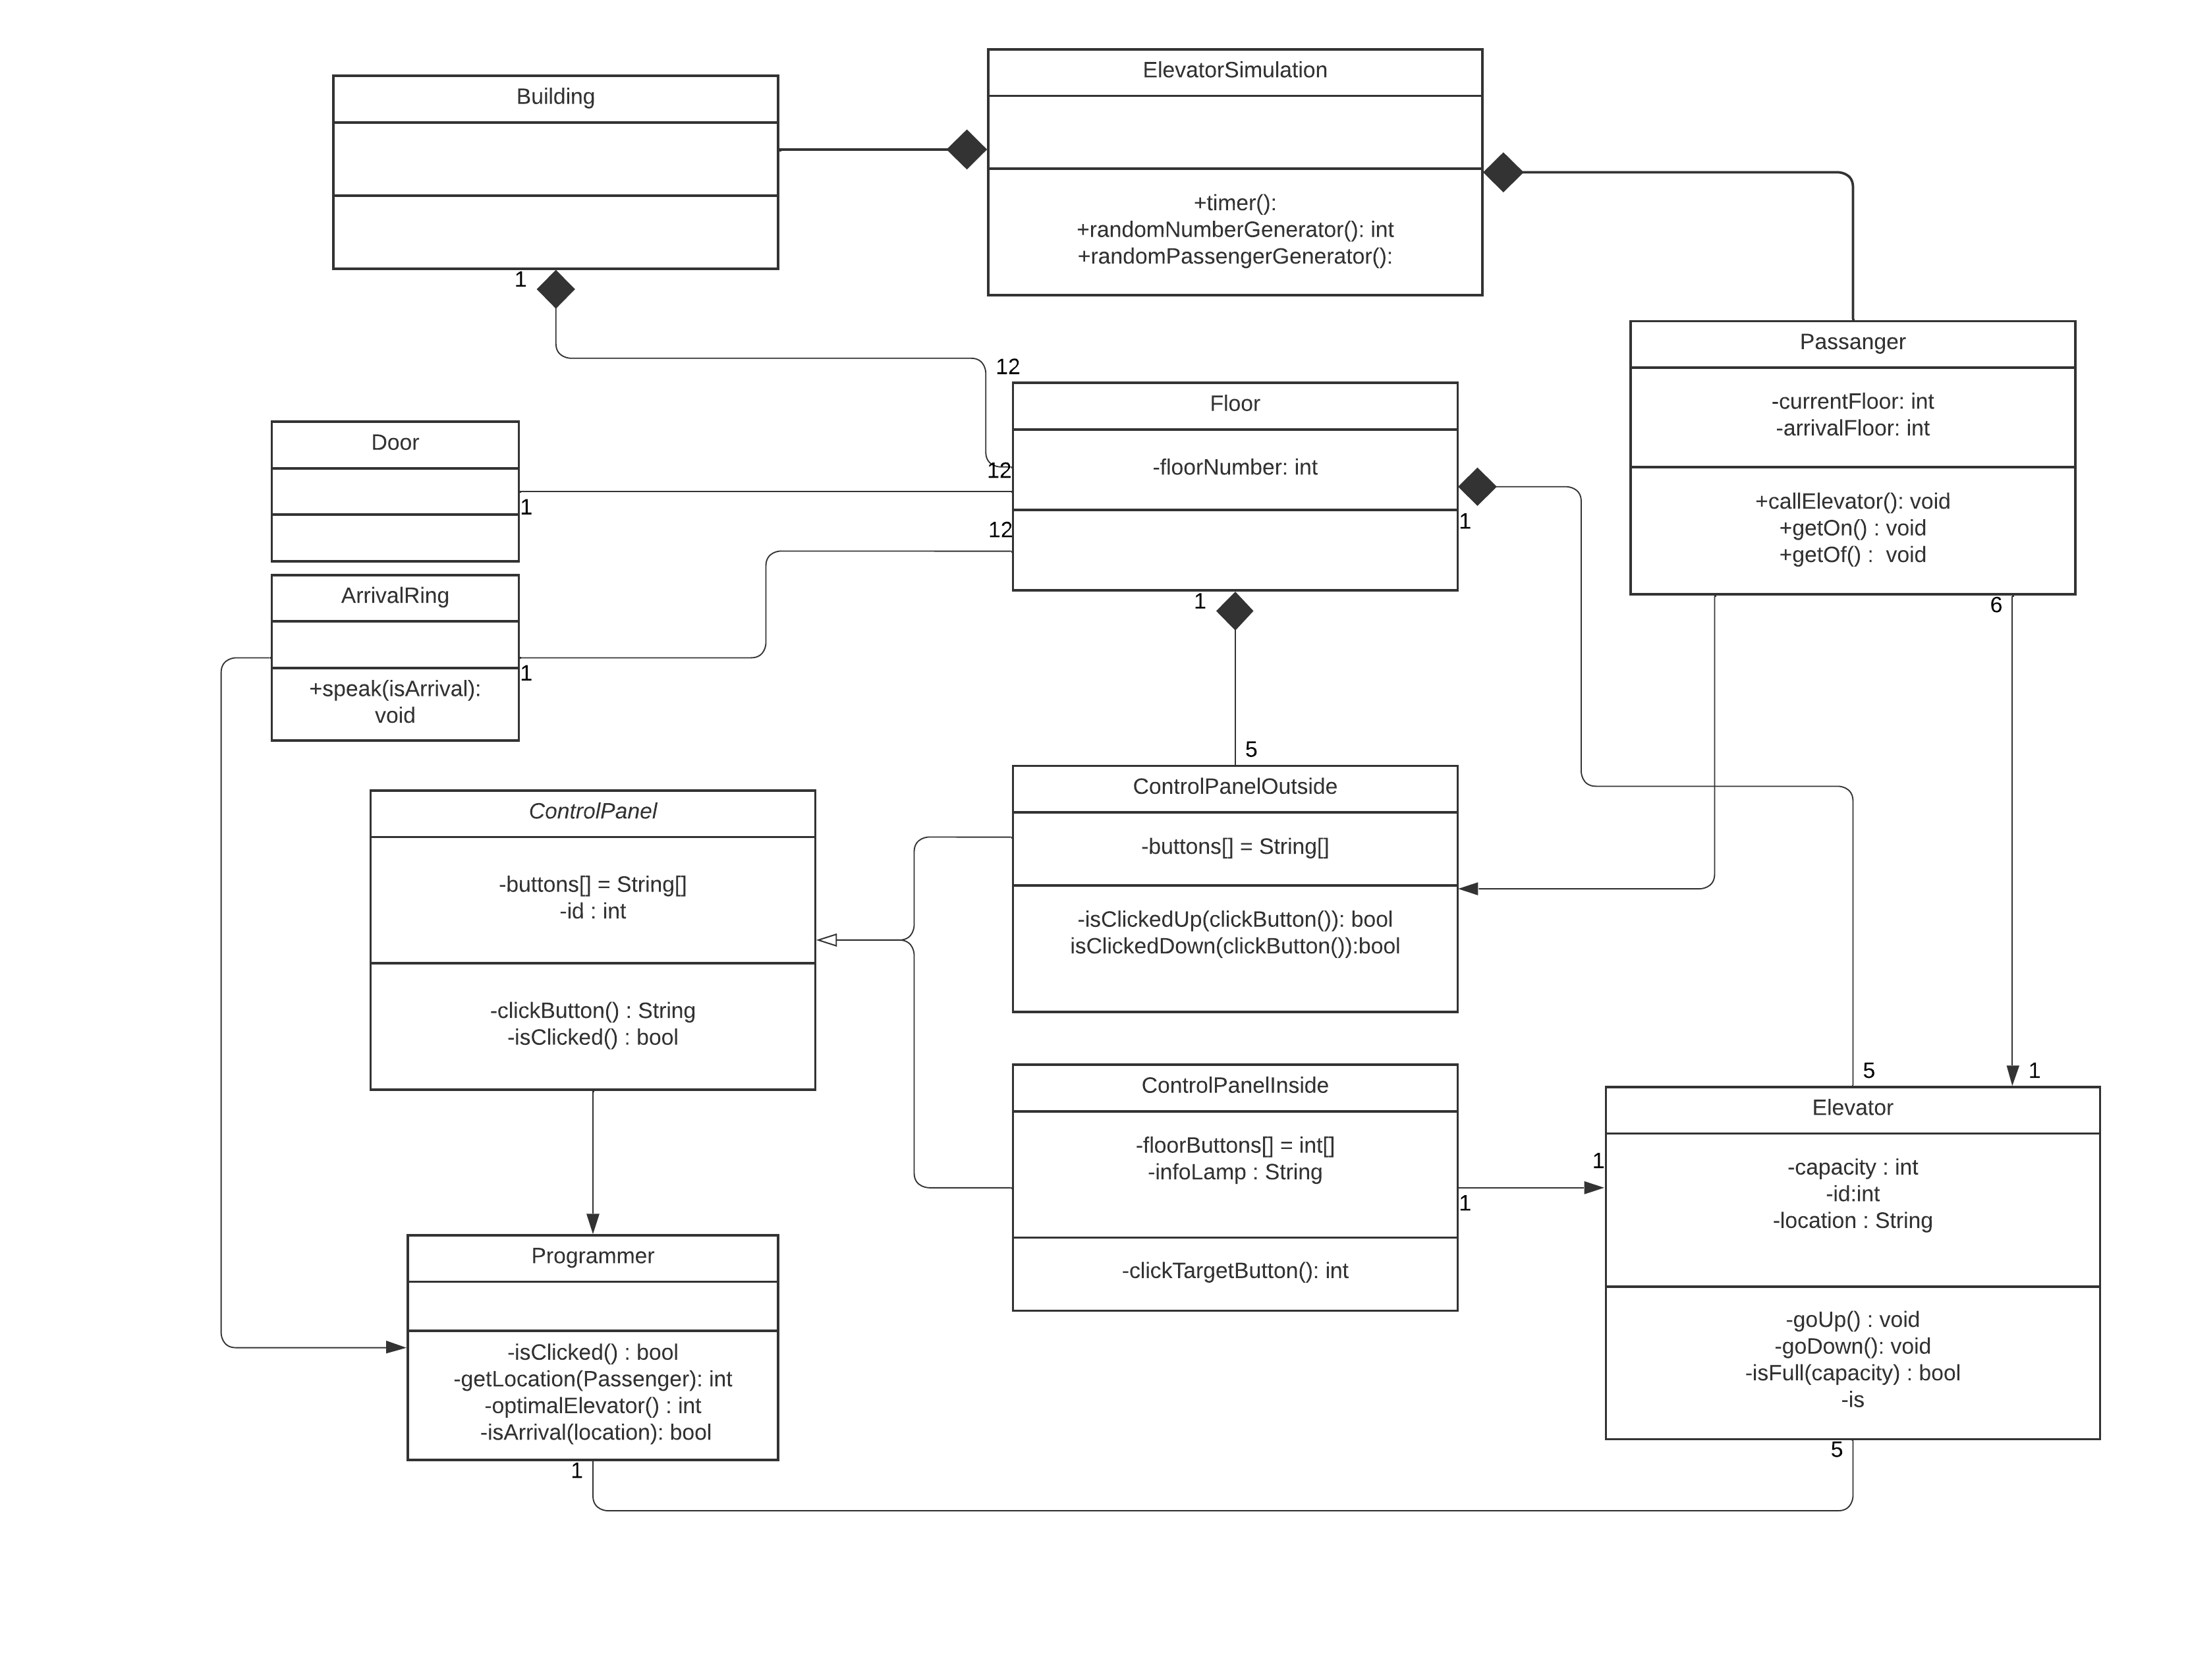 ElevatorSimulation
+timer():
+randomNumberGenerator(): int
+randomPassengerGenerator():
Building
1
12
Passanger
-currentFloor: int
-arrivalFloor: int
+callElevator(): void
+getOn() : void
+getOf() :  void
6
Floor
-floorNumber: int
12
12
1
1
Door
1
ArrivalRing
+speak(isArrival):
void
1
5
ControlPanelOutside
-buttons[] = String[]
-isClickedUp(clickButton()): bool
isClickedDown(clickButton()):bool
ControlPanel
-buttons[] = String[]
-id : int
-clickButton() : String
-isClicked() : bool
ControlPanelInside
-floorButtons[] = int[]
-infoLamp : String
-clickTargetButton(): int
1
1
5
1
Elevator
-capacity : int
-id:int
-location : String
-goUp() : void
-goDown(): void
-isFull(capacity) : bool
-is
5
Programmer
-isClicked() : bool
-getLocation(Passenger): int
-optimalElevator() : int
-isArrival(location): bool
1